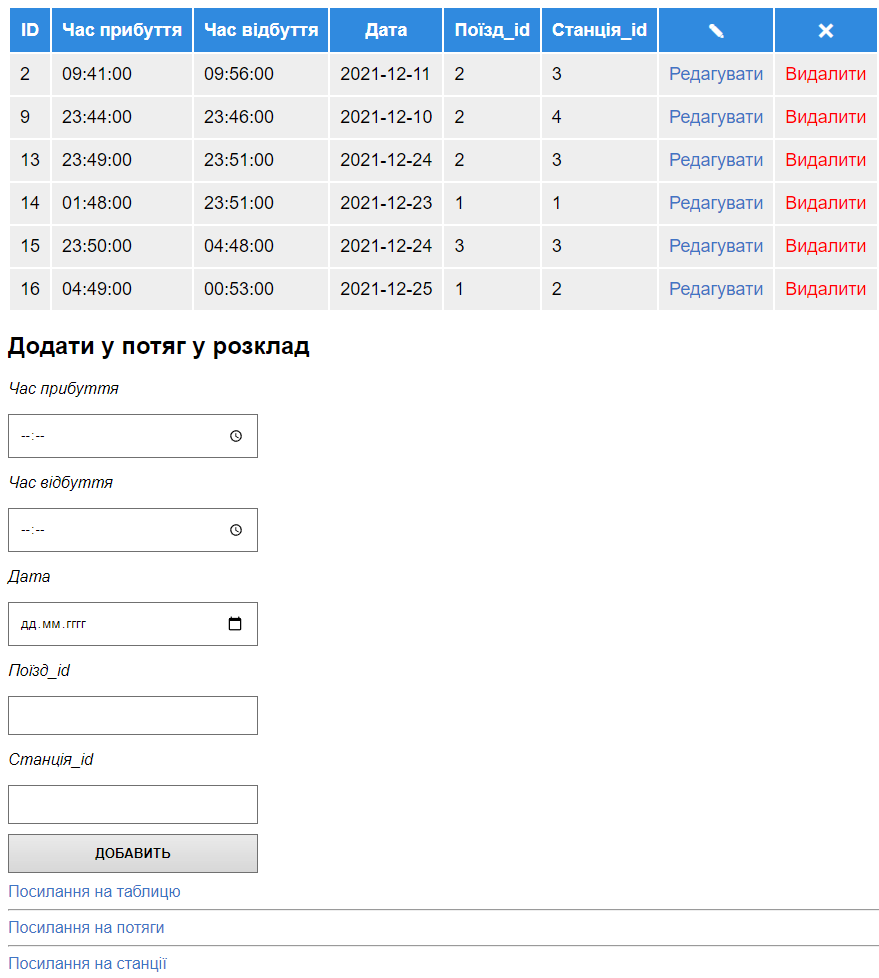 ID Час прибуття Час відбуття Дата Поїзд_id Станція_id
2 09:41:00 09:56:00 2021-12-11 2 3 Редагувати Видалити
9 23:44:00 23:46:00 2021-12-10 2 4 Редагувати Видалити
13 23:49:00 23:51:00 2021-12-24 2 3 Редагувати Видалити
14 01:48:00 23:51:00 2021-12-23 1 1 Редагувати Видалити
15 23:50:00 04:48:00 2021-12-24 3 3 Редагувати Видалити
16 04:49:00 00:53:00 2021-12-25 1 2 Редагувати Видалити
Додати у потяг у розклад
Час прибуття
--:--
Час відбуття
--:--
Дата
дд.мм.гггг
Поїзд_id
Станція_id
ДОБАВИТЬ
Посилання на таблицю
Посилання на потяги
Посилання на станції